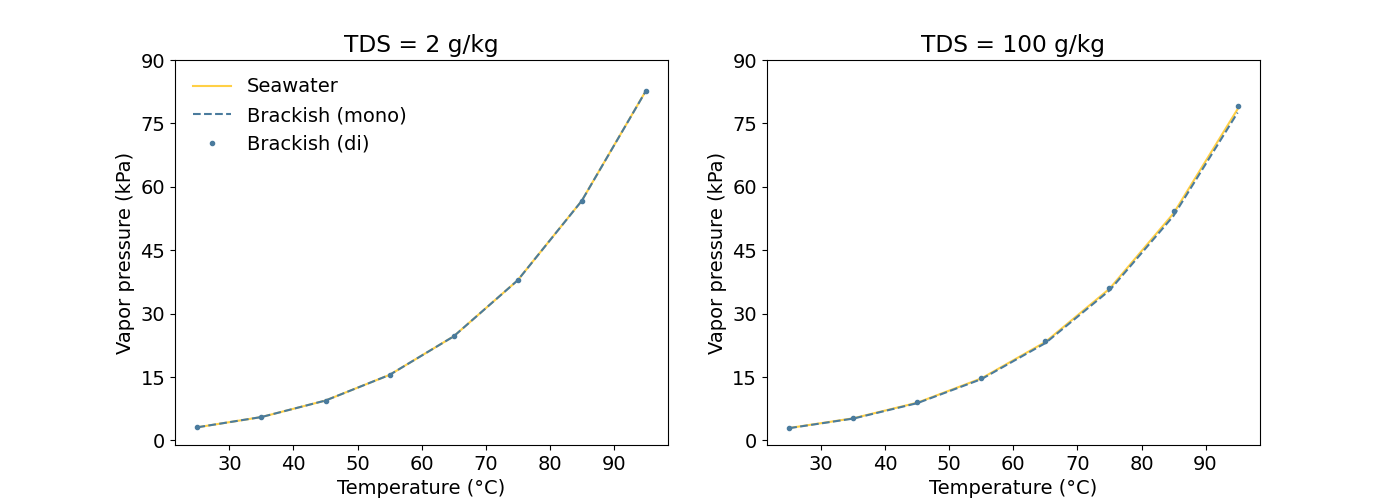 TDS = 2 g/kg
90
75
60
45
30
15
0
Vapor pressure (kPa)
Seawater
Brackish (mono)
Brackish (di)
30 40 50 60 70 80 90
Temperature (°C)
TDS = 100 g/kg
90
75
60
45
30
15
0
Vapor pressure (kPa)
30 40 50 60 70 80 90
Temperature (°C)